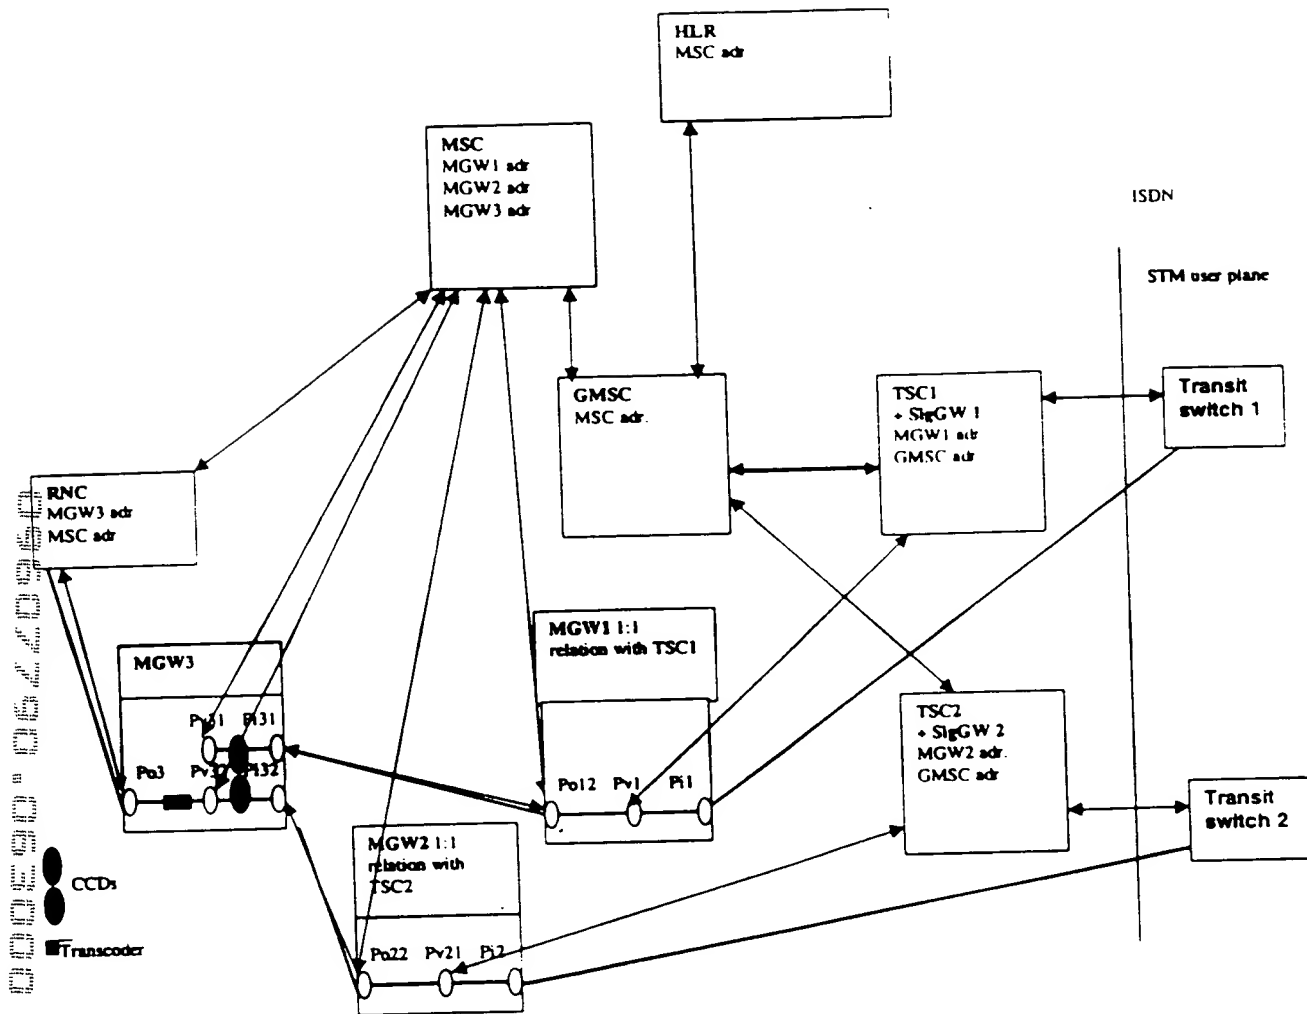 HLR
MSC adr
MSC
MGW1 adr
MGW2 adr
MGW3 adr
ISDN
STM user plane
GMSC
MSC adr.
TSC1
+ SigGW 1
MGW1 adr
GMSC adr
Transit
switch 1
RNC
MGW3 adr
MSC adr
MGW1 1:1
relation with TSC1
MGW3
TSC2
+ SigGW 2
MGW2 adr.
GMSC adr
Pv31 Pi31
Po3 Pv32 Pi32
Po12 Pv1 Pi1
Transit
switch 2
MGW2 1:1
relation with
TSC2
CCDs
Transcoder
Po22 Pv21 Pi2